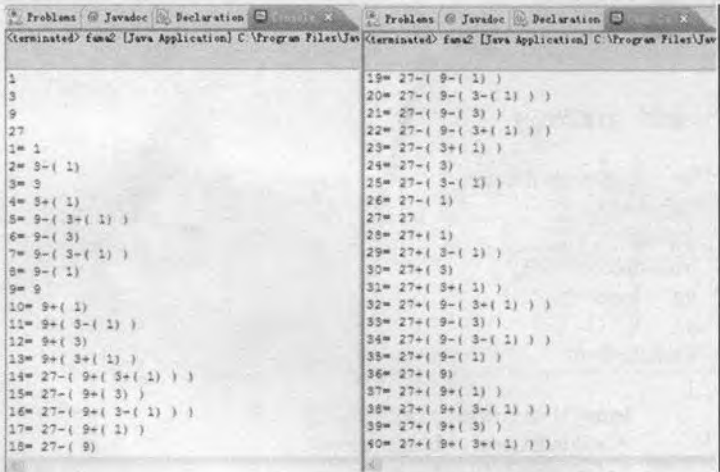 Problems @ Javadoc Declaration Console
<terminated> fama2 [Java Application] C:\Program Files\Jav
1
3
9
27
1= 1
2= 3-( 1)
3= 3
4= 3+( 1)
5= 9-( 3+( 1) )
6= 9-( 3)
7= 9-( 3-( 1) )
8= 9-( 1)
9= 9
10= 9+( 1)
11= 9+( 3-( 1) )
12= 9+( 3)
13= 9+( 3+( 1) )
14= 27-( 9+( 3+( 1) ) )
15= 27-( 9+( 3) )
16= 27-( 9+( 3-( 1) ) )
17= 27-( 9+( 1) )
18= 27-( 9)
Problems @ Javadoc Declaration
<terminated> fama2 [Java Application] C:\Program Files\Jav
19= 27-( 9-( 1) )
20= 27-( 9-( 3-( 1) ) )
21= 27-( 9-( 3) )
22= 27-( 9-( 3+( 1) ) )
23= 27-( 3+( 1) )
24= 27-( 3)
25= 27-( 3-( 1) )
26= 27-( 1)
27= 27
28= 27+( 1)
29= 27+( 3-( 1) )
30= 27+( 3)
31= 27+( 3+( 1) )
32= 27+( 9-( 3+( 1) ) )
33= 27+( 9-( 3) )
34= 27+( 9-( 3-( 1) ) )
35= 27+( 9-( 1) )
36= 27+( 9)
37= 27+( 9+( 1) )
38= 27+( 9+( 3-( 1) ) )
39= 27+( 9+( 3) )
40= 27+( 9+( 3+( 1) ) )